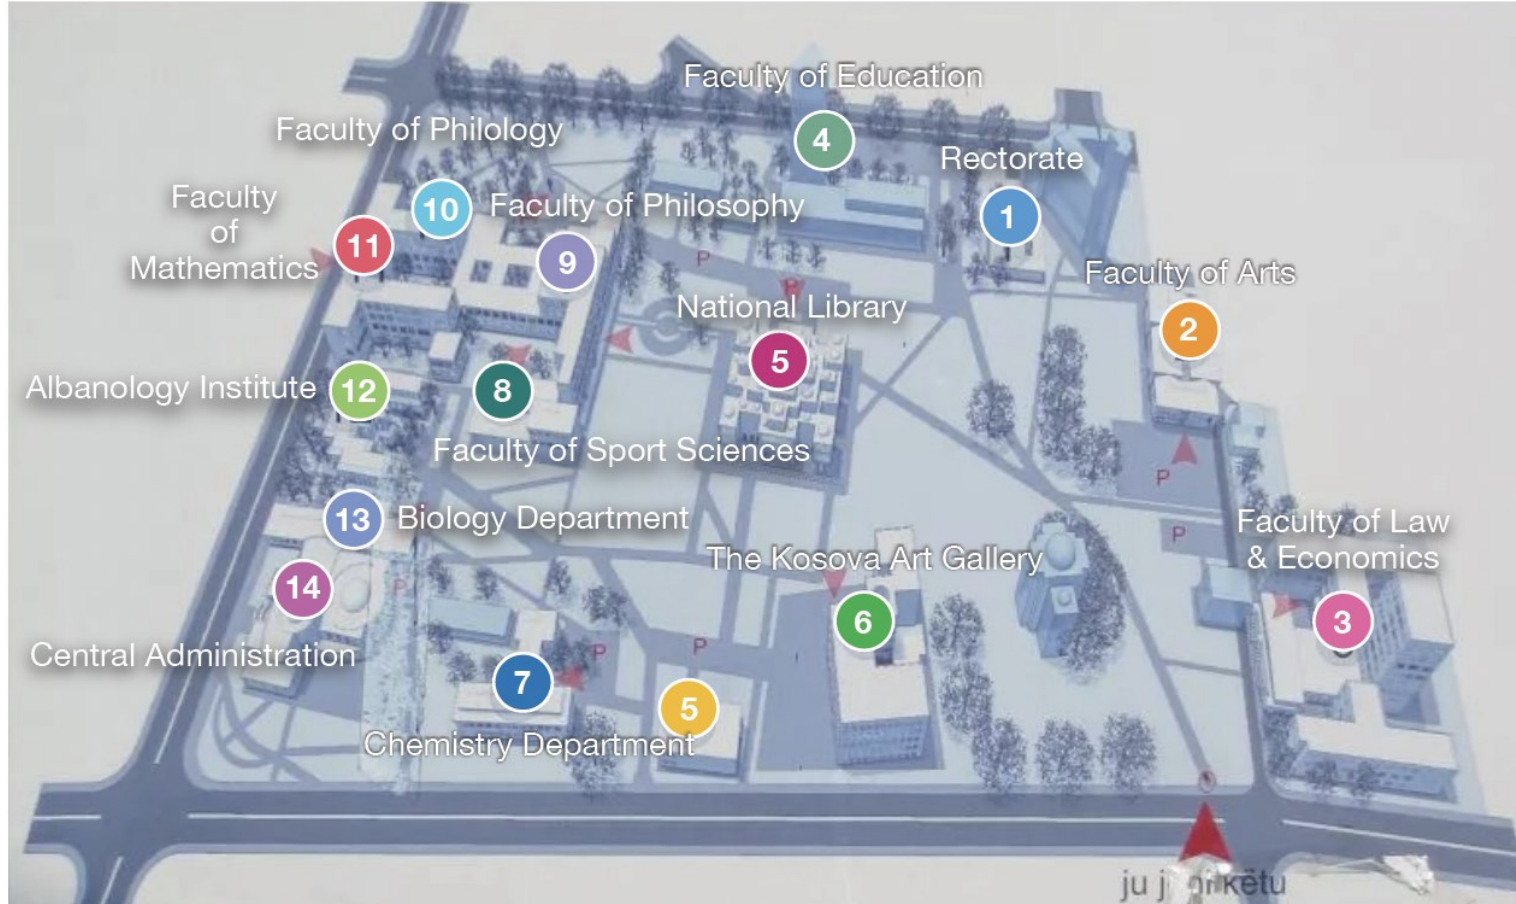 Faculty of Education
4
Faculty of Philology
Rectorate
10
1
Faculty
of
Mathematics
11
Faculty of Philosophy
9
P
P
Faculty of Arts
2
National Library
5
Albanology Institute
12
8
Faculty of Sport Sciences
P
13
Biology Department
P
Faculty of Law
& Economics
The Kosova Art Gallery
14
P
6
3
Central Administration
P
P
7
5
Chemistry Department
ju
këtu